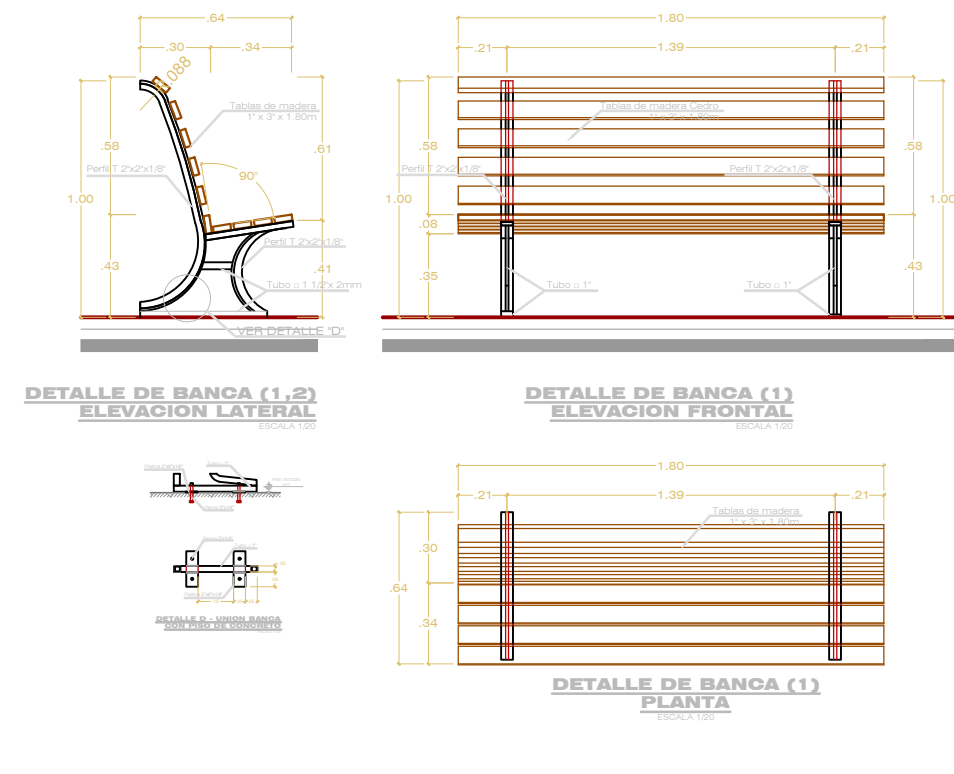 .64
.30
.34
.088
Tablas de madera
1" x 3" x 1.80m
.58
.61
Perfil T 2"x2"x1/8"
90°
1.00
Perfil T 2"x2"x1/8"
.43
.41
Tubo □ 1 1/2"x 2mm
VER DETALLE "D"
DETALLE DE BANCA (1,2)
ELEVACION LATERAL
ESCALA 1/20
1.80
.21
1.39
.21
Tablas de madera Cedro
1" x 3" x 1.80m
.58
.58
Perfil T 2"x2"x1/8"
Perfil T 2"x2"x1/8"
1.00
1.00
.08
.35
.43
Tubo □ 1"
Tubo □ 1"
DETALLE DE BANCA (1)
ELEVACION FRONTAL
ESCALA 1/20
DETALLE D - UNION BANCA
CON PISO DE CONCRETO
1.80
.21
1.39
.21
Tablas de madera
1" x 3" x 1.80m
.30
.64
.34
DETALLE DE BANCA (1)
PLANTA
ESCALA 1/20